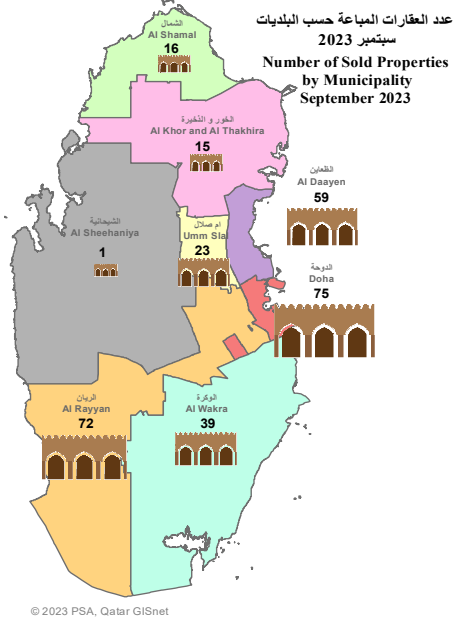 عدد العقارات المباعة حسب البلديات
سبتمبر 2023
Number of Sold Properties
by Municipality
September 2023
الشمال
Al Shamal
16
الخور و الذخيرة
Al Khor and Al Thakhira
15
الظعاين
Al Daayen
59
الشيحانية
Al Sheehaniya
1
ام صلال
Umm Slal
23
الدوحة
Doha
75
الريان
Al Rayyan
72
الوكرة
Al Wakra
39
© 2023 PSA, Qatar GISnet